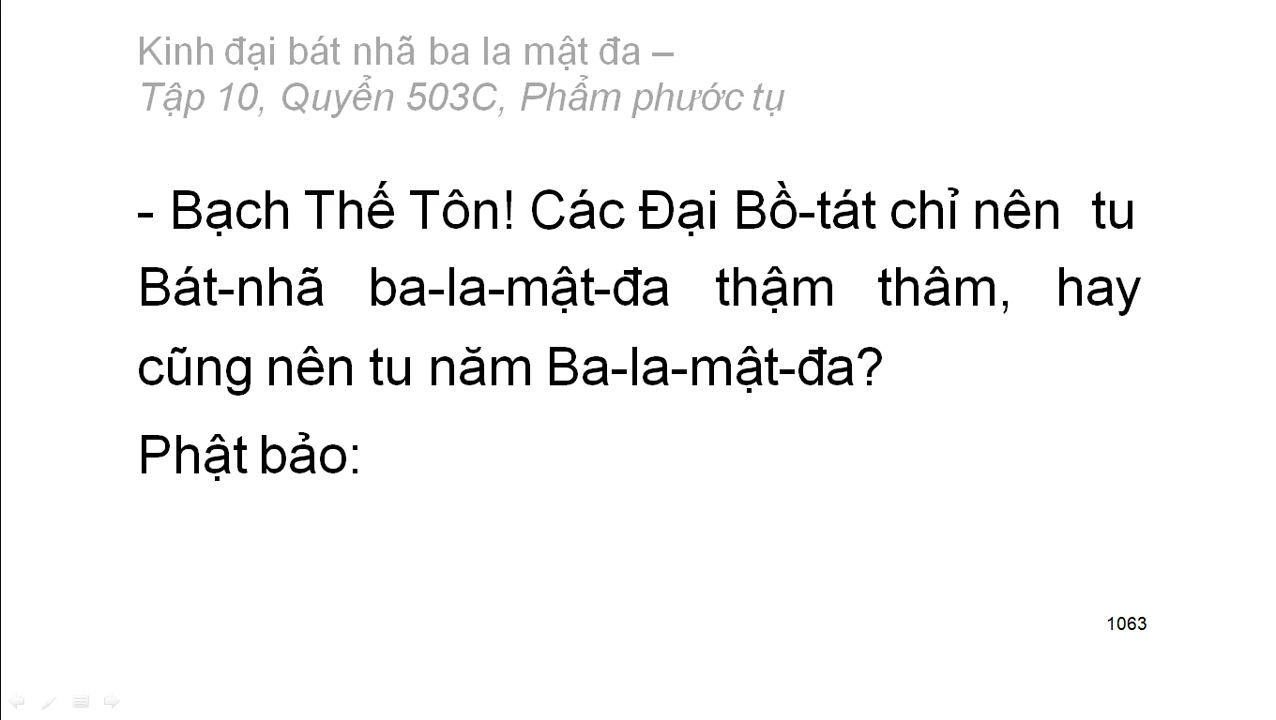 Kinh đại bát nhã ba la mật đa –
Tập 10, Quyển 503C, Phẩm phước tụ
- Bạch Thế Tôn! Các Đại Bồ-tát chỉ nên tu
Bát-nhã ba-la-mật-đa thậm thâm, hay
cũng nên tu năm Ba-la-mật-đa?
Phật bảo:
1063